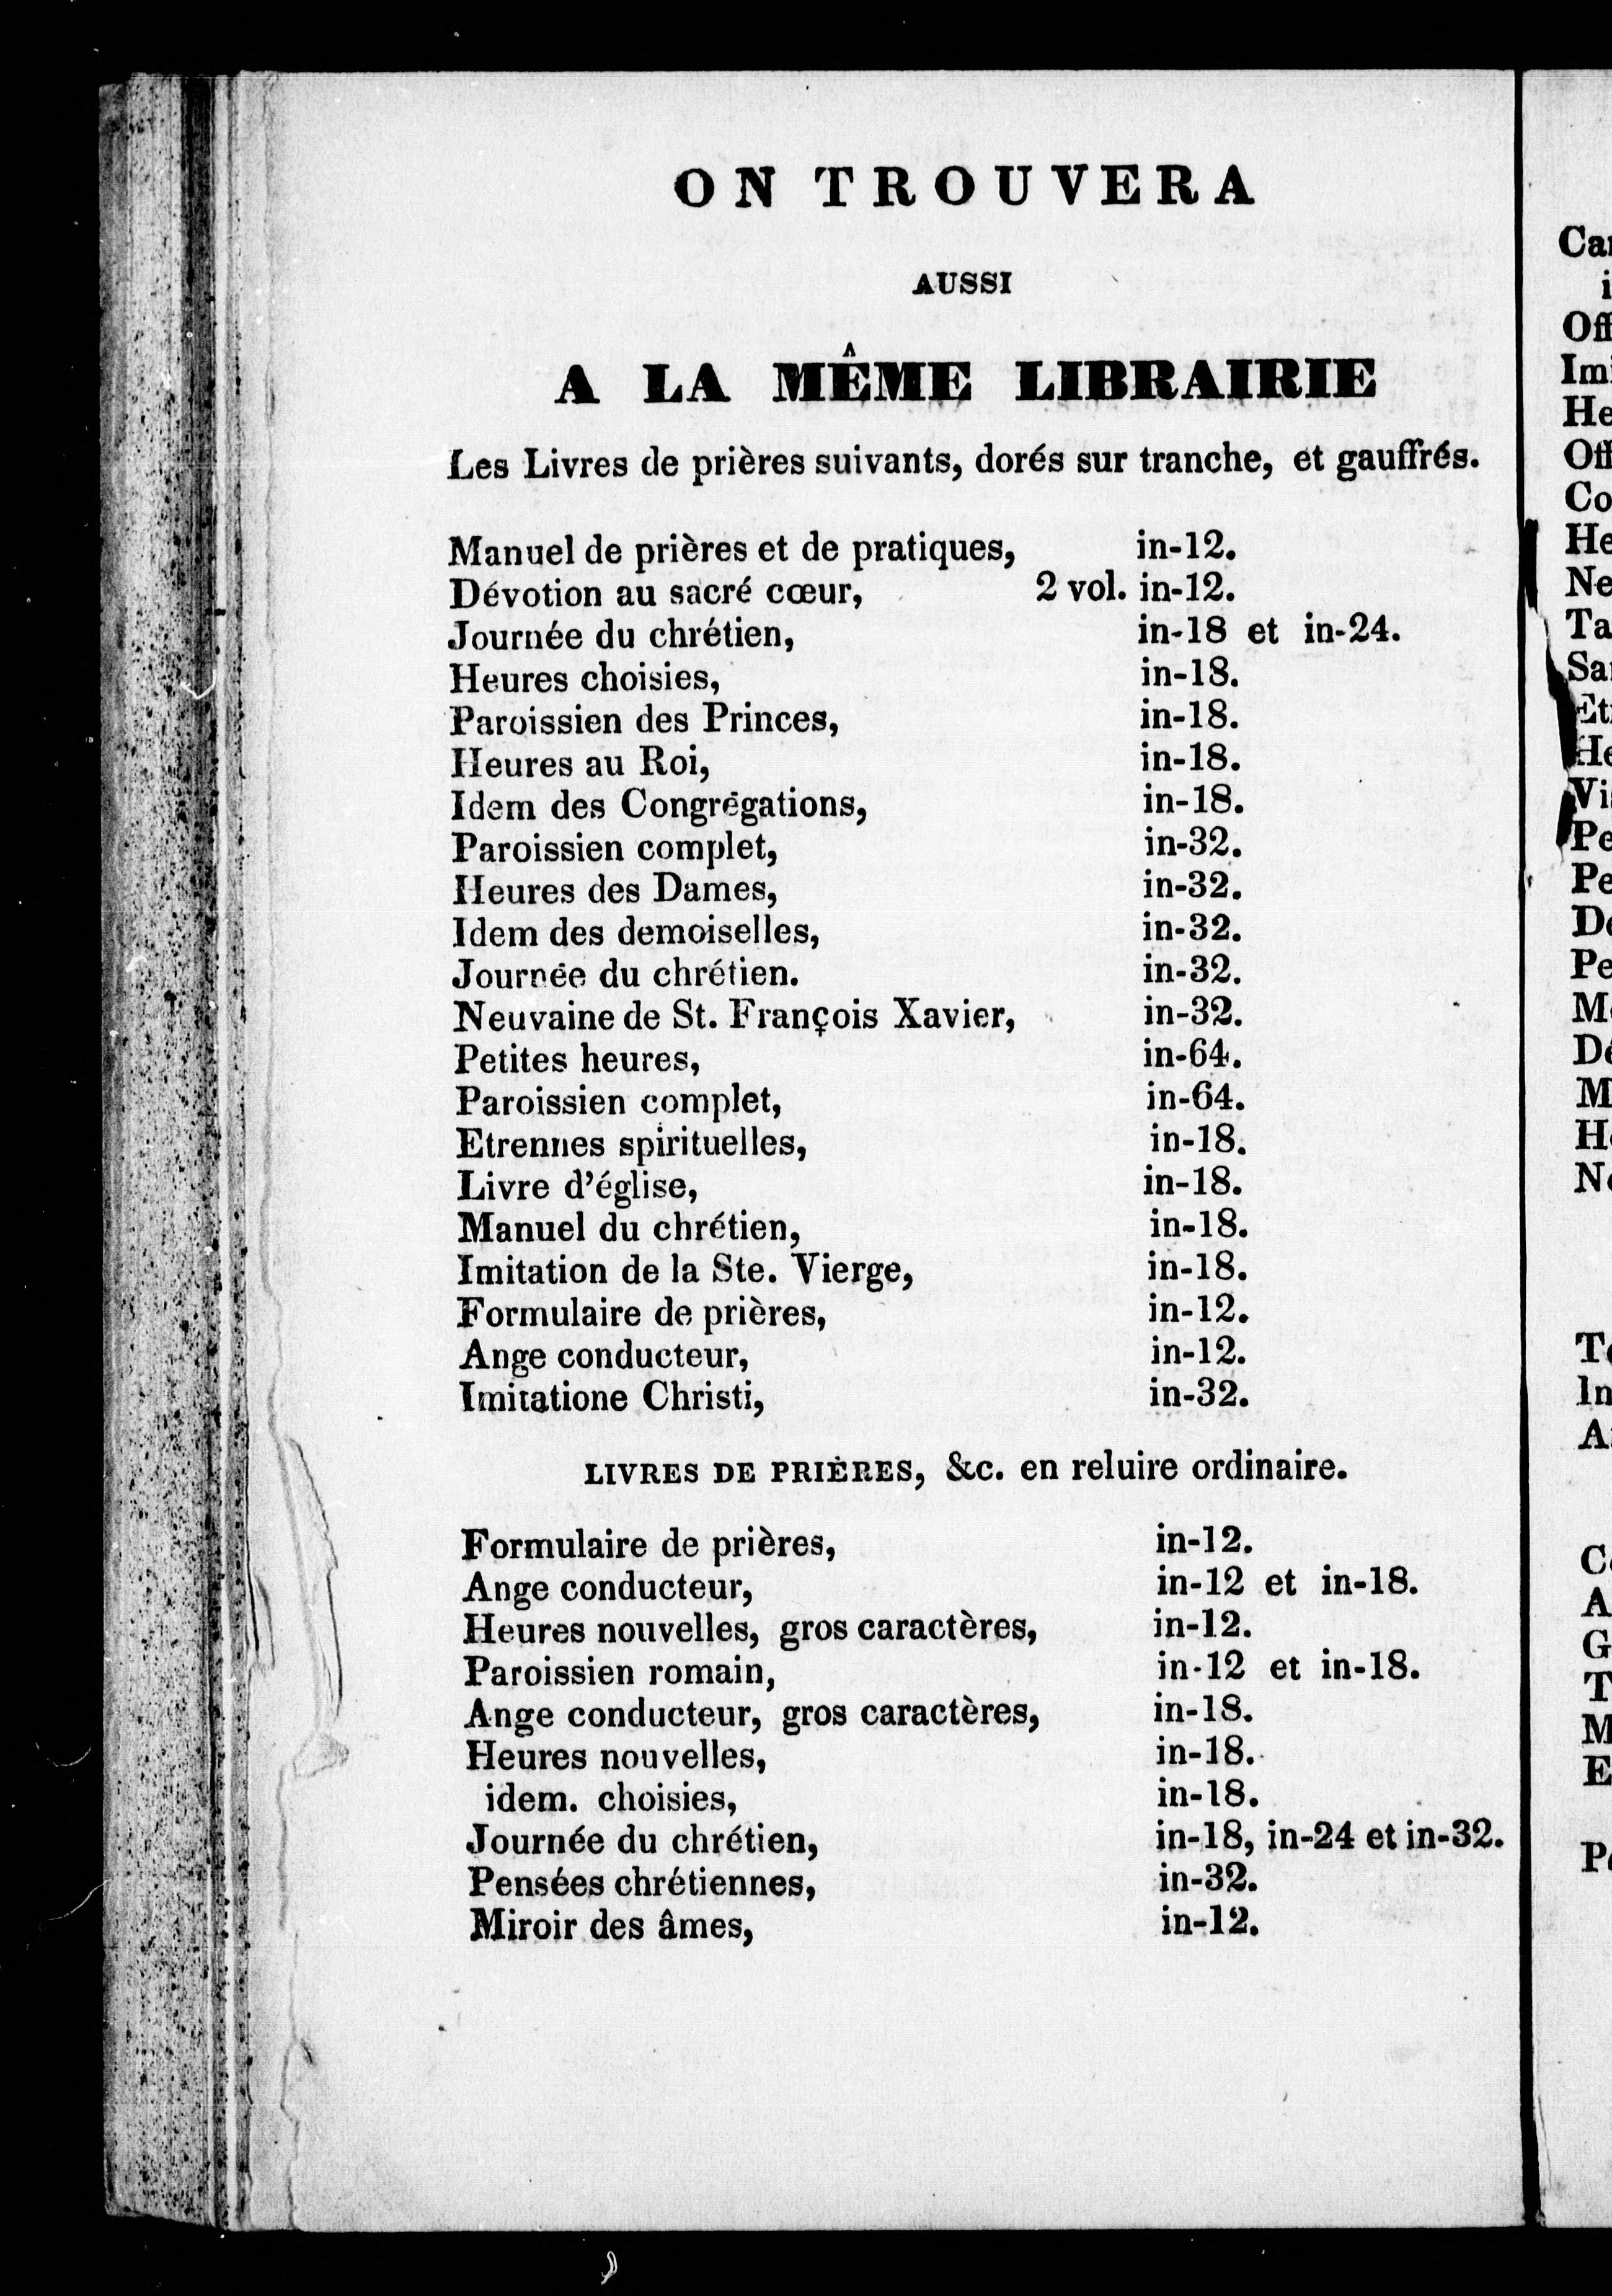 ON TROUVERA
AUSSI
A LA MÊME LIBRAIRIE
Les Livres de prières suivants, dorés sur tranche, et gauffrés.
Manuel de prières et de pratiques, in-12.
Dévotion au sacré cœur, 2 vol. in-12.
Journée du chrétien, in-18 et in-24.
Heures choisies, in-18.
Paroissien des Princes, in-18.
Heures au Roi, in-18.
Idem des Congrégations, in-18.
Paroissien complet, in-32.
Heures des Dames, in-32.
Idem des demoiselles, in-32.
Journée du chrétien. in-32.
Neuvaine de St. François Xavier, in-32.
Petites heures, in-64.
Paroissien complet, in-64.
Etrennes spirituelles, in-18.
Livre d'église, in-18.
Manuel du chrétien, in-18.
Imitation de la Ste. Vierge, in-18.
Formulaire de prières, in-12.
Ange conducteur, in-12.
Imitatione Christi, in-32.
LIVRES DE PRIÈRES, &c. en reluire ordinaire.
Formulaire de prières, in-12.
Ange conducteur, in-12 et in-18.
Heures nouvelles, gros caractères, in-12.
Paroissien romain, in-12 et in-18.
Ange conducteur, gros caractères, in-18.
Heures nouvelles, in-18.
idem. choisies, in-18.
Journée du chrétien, in-18, in-24 et in-32.
Pensées chrétiennes, in-32.
Miroir des âmes, in-12.